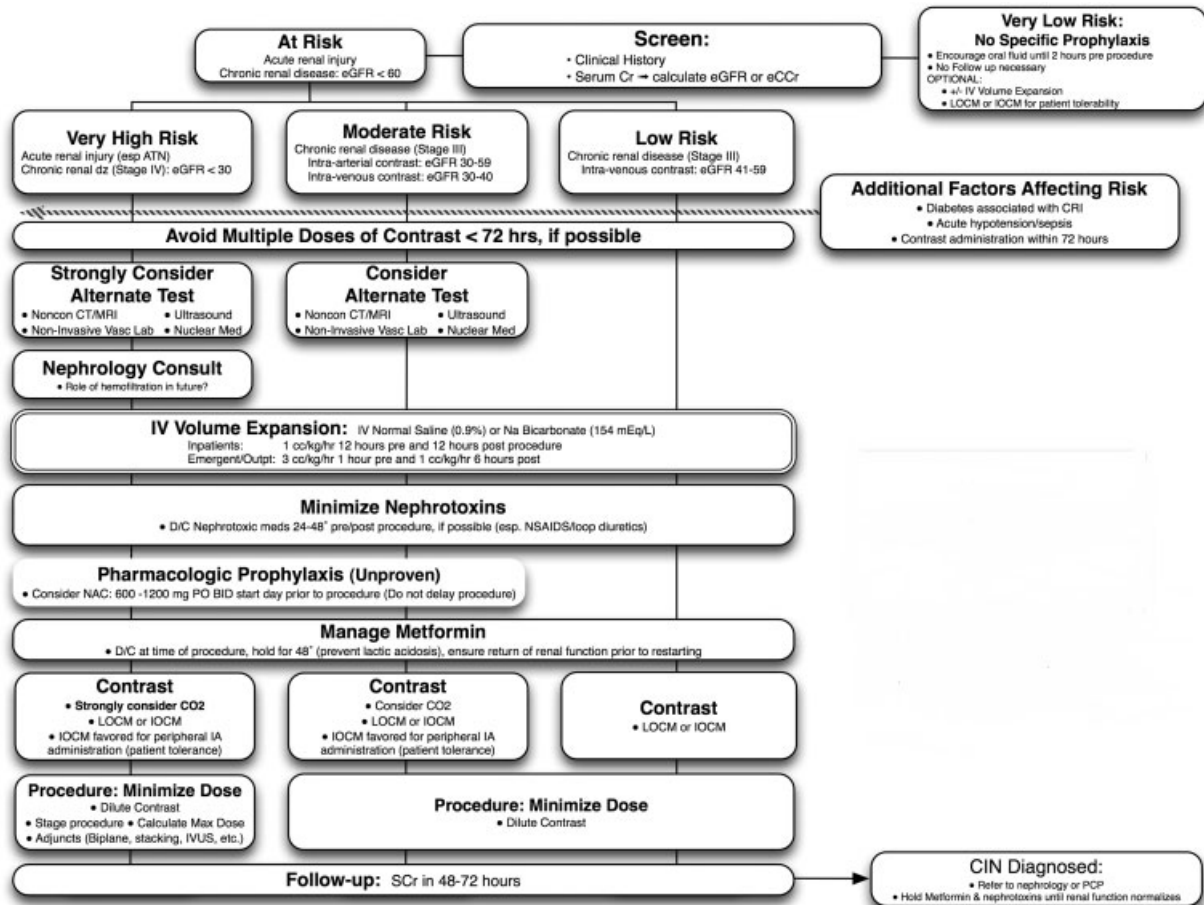 At Risk
Acute renal injury
Chronic renal disease: eGFR < 60
Screen:
• Clinical History
• Serum Cr → calculate eGFR or eCCr
Very Low Risk:
No Specific Prophylaxis
• Encourage oral fluid until 2 hours pre procedure
• No Follow up necessary
OPTIONAL:
• +/- IV Volume Expansion
• LOCM or IOCM for patient tolerability
Very High Risk
Acute renal injury (esp ATN)
Chronic renal dz (Stage IV): eGFR < 30
Moderate Risk
Chronic renal disease (Stage III)
Intra-arterial contrast: eGFR 30-59
Intra-venous contrast: eGFR 30-40
Low Risk
Chronic renal disease (Stage III)
Intra-venous contrast: eGFR 41-59
Additional Factors Affecting Risk
• Diabetes associated with CRI
• Acute hypotension/sepsis
• Contrast administration within 72 hours
Avoid Multiple Doses of Contrast < 72 hrs, if possible
Strongly Consider
Alternate Test
• Noncon CT/MRI • Ultrasound
• Non-Invasive Vasc Lab • Nuclear Med
Consider
Alternate Test
• Noncon CT/MRI • Ultrasound
• Non-Invasive Vasc Lab • Nuclear Med
Nephrology Consult
• Role of hemofiltration in future?
IV Volume Expansion: IV Normal Saline (0.9%) or Na Bicarbonate (154 mEq/L)
Inpatients: 1 cc/kg/hr 12 hours pre and 12 hours post procedure
Emergent/Outpt: 3 cc/kg/hr 1 hour pre and 1 cc/kg/hr 6 hours post
Minimize Nephrotoxins
• D/C Nephrotoxic meds 24-48˚ pre/post procedure, if possible (esp. NSAIDS/loop diuretics)
Pharmacologic Prophylaxis (Unproven)
• Consider NAC: 600 -1200 mg PO BID start day prior to procedure (Do not delay procedure)
Manage Metformin
• D/C at time of procedure, hold for 48˚ (prevent lactic acidosis), ensure return of renal function prior to restarting
Contrast
• Strongly consider CO2
• LOCM or IOCM
• IOCM favored for peripheral IA
administration (patient tolerance)
Contrast
• Consider CO2
• LOCM or IOCM
• IOCM favored for peripheral IA
administration (patient tolerance)
Contrast
• LOCM or IOCM
Procedure: Minimize Dose
• Dilute Contrast
• Stage procedure • Calculate Max Dose
• Adjuncts (Biplane, stacking, IVUS, etc.)
Procedure: Minimize Dose
• Dilute Contrast
Follow-up: SCr in 48-72 hours
CIN Diagnosed:
• Refer to nephrology or PCP
• Hold Metformin & nephrotoxins until renal function normalizes